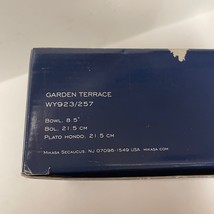 GARDEN TERRACE
WY923/257
BOWL, 8.5"
BOL, 21.5 CM
PLATO HONDO, 21.5 CM
MIKASA SECAUCUS, NJ 07096-1549 USA MIKASA.COM